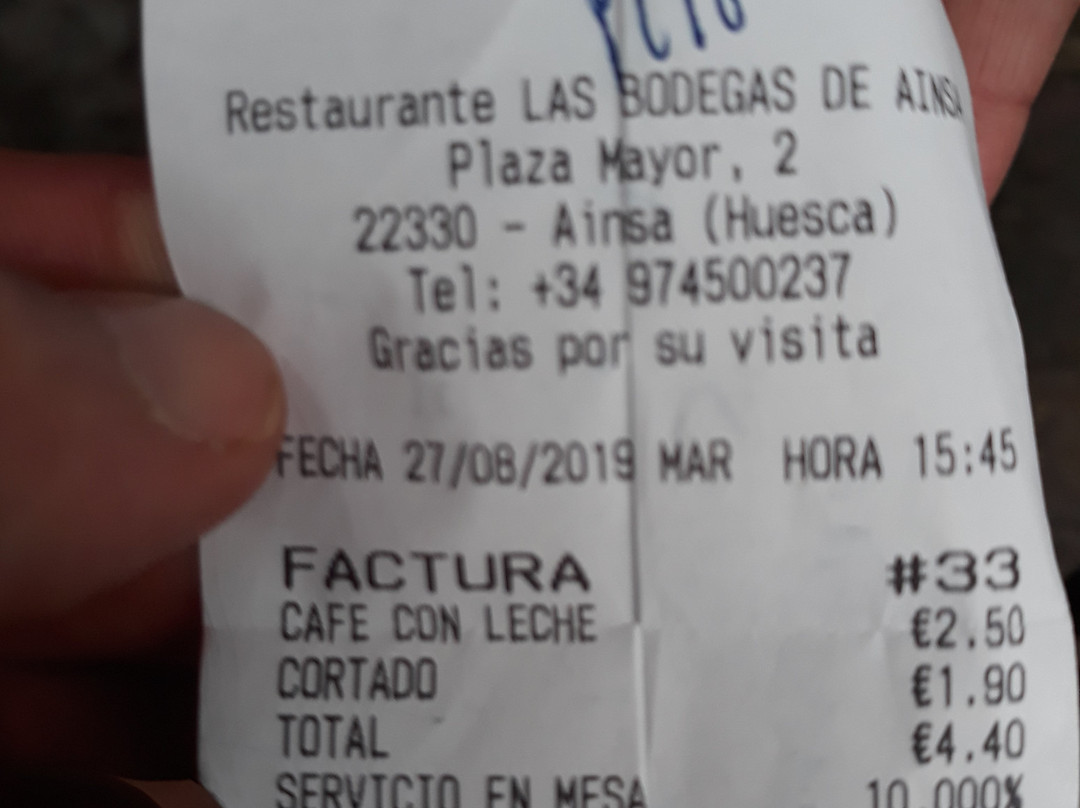 Restaurante LAS BODEGAS DE AINSA
Plaza Mayor, 2
22330 - Ainsa (Huesca)
Tel: +34 974500237
Gracias por su visita
FECHA 27/08/2019 MAR HORA 15:45
FACTURA #33
CAFE CON LECHE €2.50
CORTADO €1.90
TOTAL €4.40
SERVICIO EN MESA 10.000%